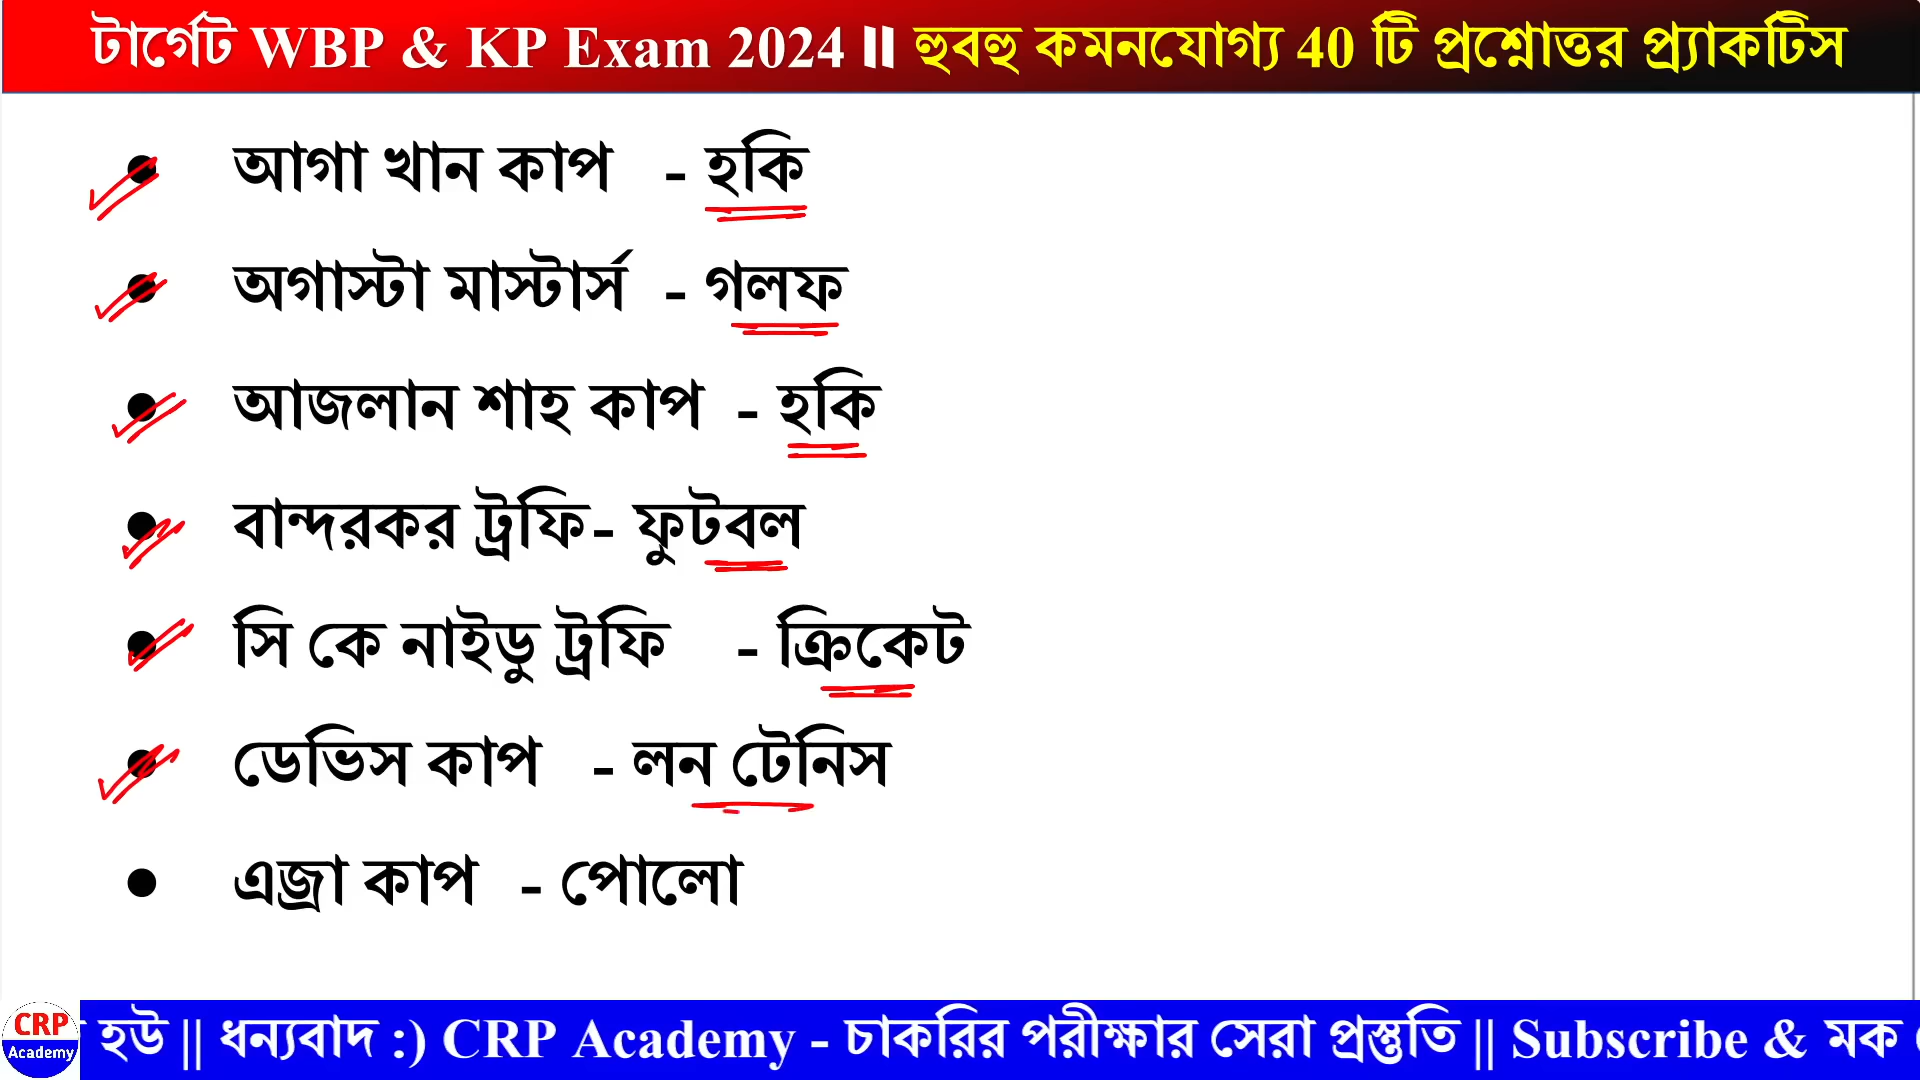 টার্গেট WBP & KP Exam 2024 || হুবহু কমনযোগ্য 40 টি প্রশ্নোত্তর প্র্যাকটিস
● আগা খান কাপ - হকি
● অগাস্টা মাস্টার্স - গলফ
● আজলান শাহ কাপ - হকি
● বান্দরকর ট্রফি- ফুটবল
● সি কে নাইডু ট্রফি - ক্রিকেট
● ডেভিস কাপ - লন টেনিস
● এজ্রা কাপ - পোলো
CRP Academy
হউ || ধন্যবাদ :) CRP Academy - চাকরির পরীক্ষার সেরা প্রস্তুতি || Subscribe & মক